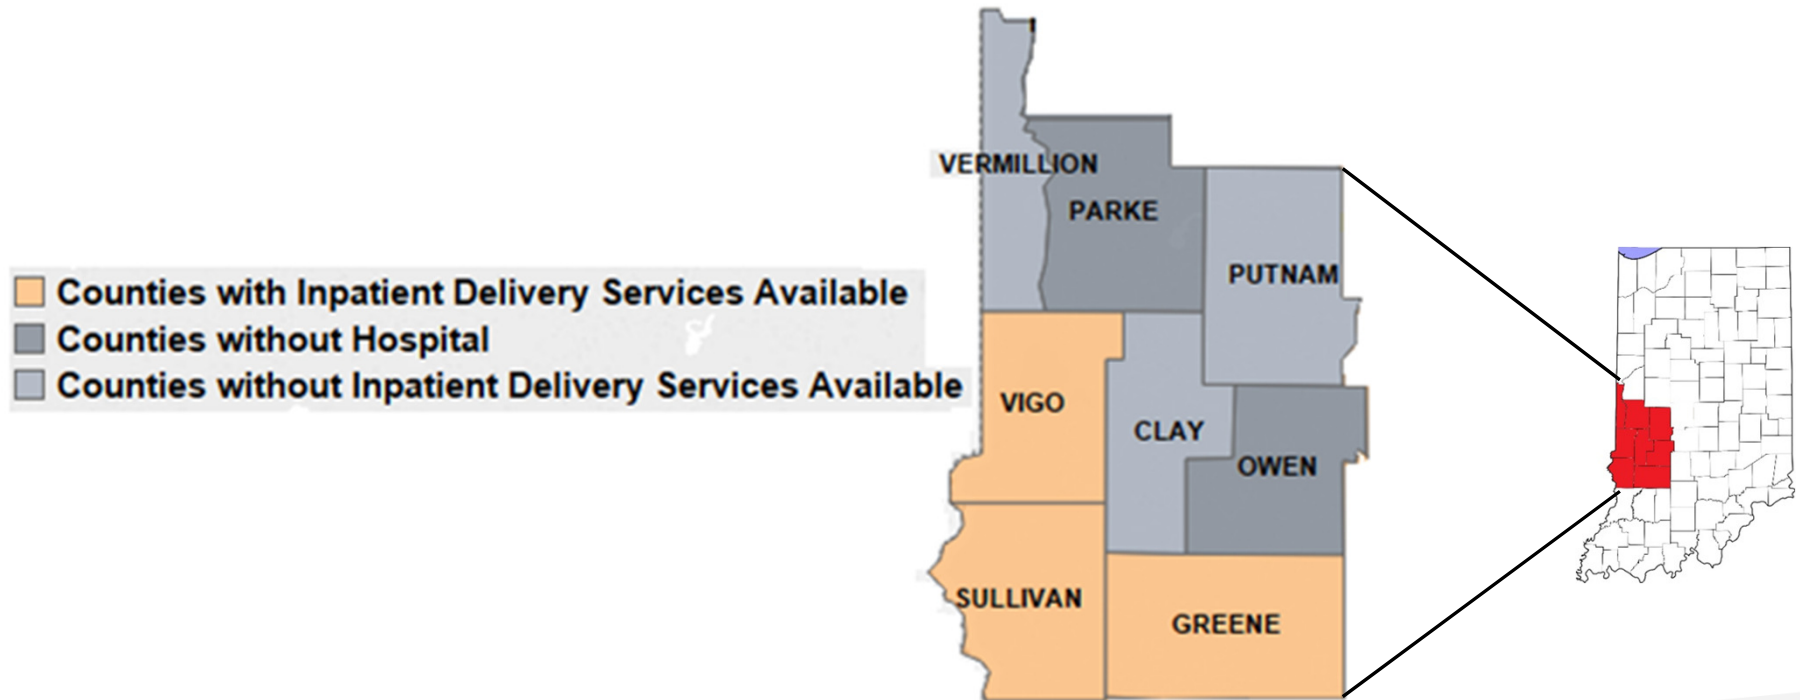 VERMILLION
PARKE
PUTNAM
Counties with Inpatient Delivery Services Available
Counties without Hospital
Counties without Inpatient Delivery Services Available
VIGO
CLAY
OWEN
SULLIVAN
GREENE